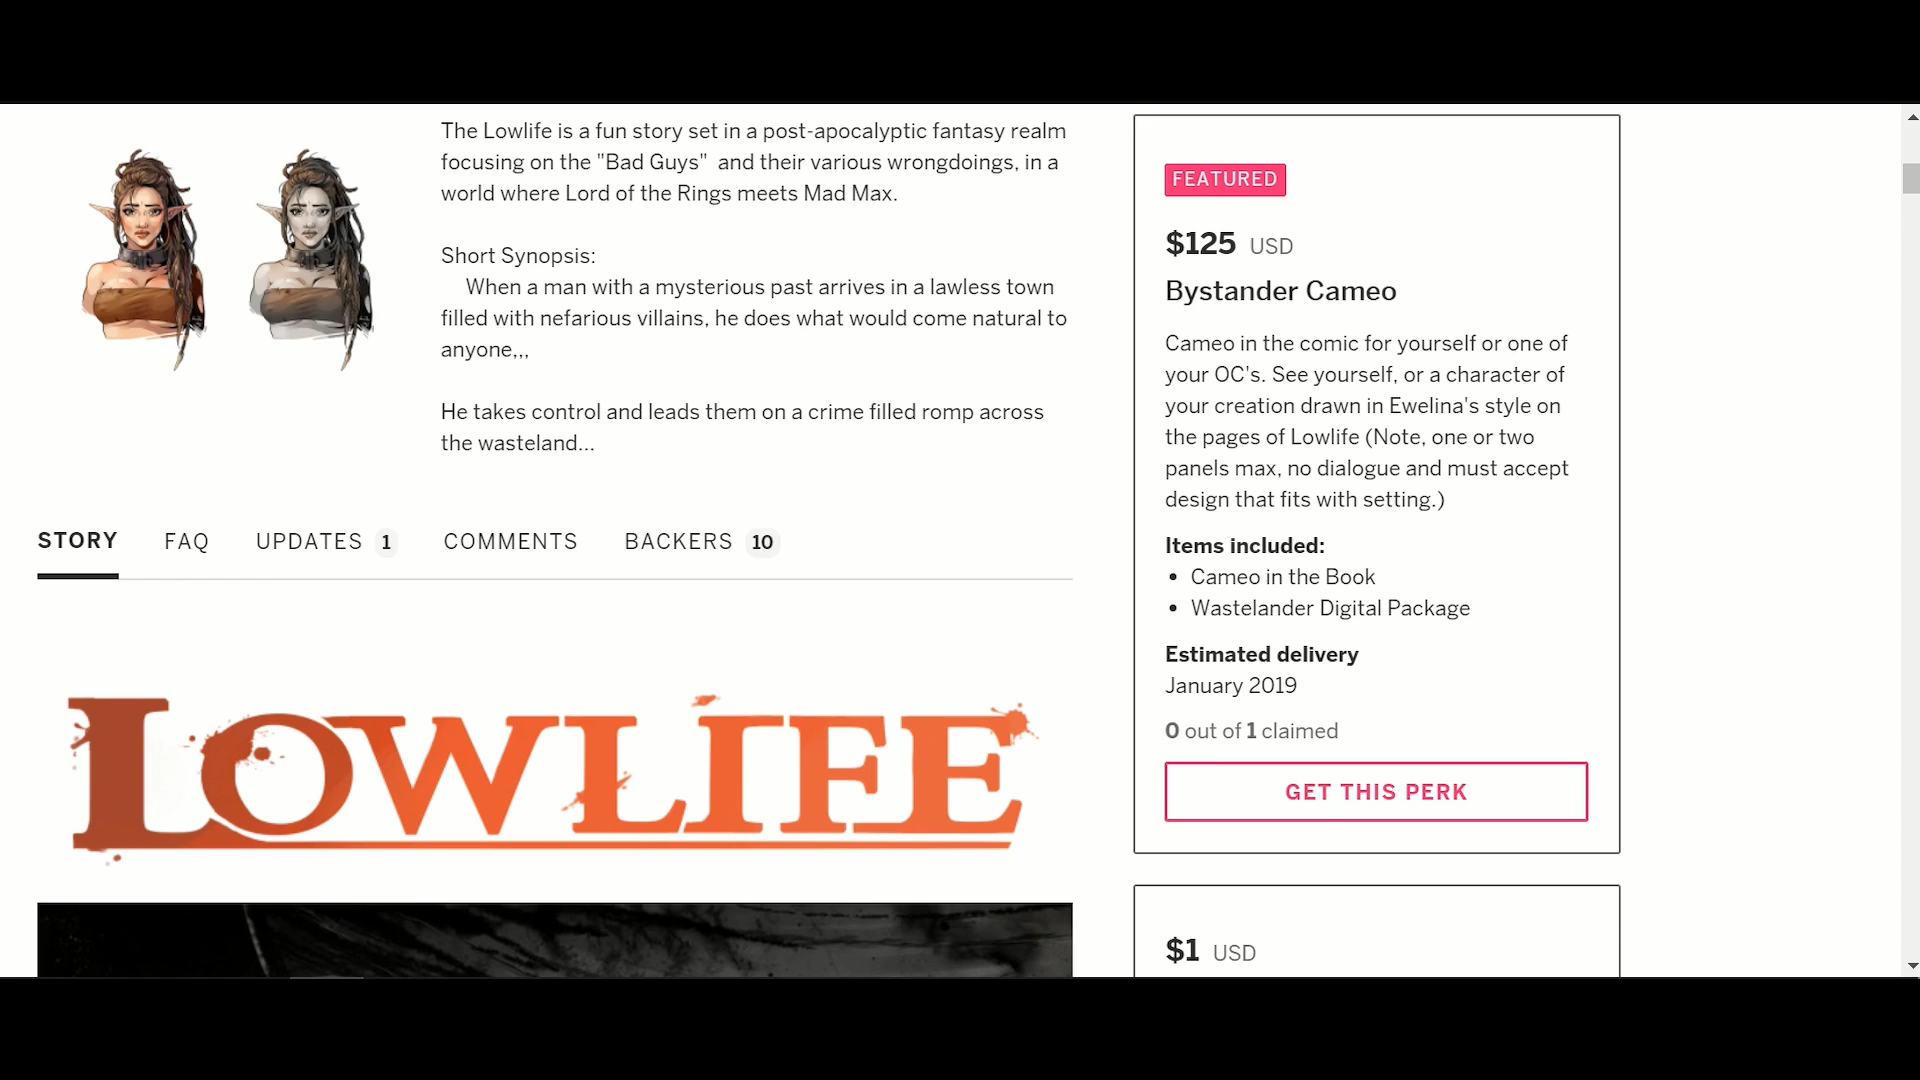 The Lowlife is a fun story set in a post-apocalyptic fantasy realm
focusing on the "Bad Guys"  and their various wrongdoings, in a
world where Lord of the Rings meets Mad Max.
Short Synopsis:
When a man with a mysterious past arrives in a lawless town
filled with nefarious villains, he does what would come natural to
anyone,,,
He takes control and leads them on a crime filled romp across
the wasteland...
STORY FAQ UPDATES 1 COMMENTS BACKERS 10
LOWLIFE
FEATURED
$125 USD
Bystander Cameo
Cameo in the comic for yourself or one of
your OC's. See yourself, or a character of
your creation drawn in Ewelina's style on
the pages of Lowlife (Note, one or two
panels max, no dialogue and must accept
design that fits with setting.)
Items included:
• Cameo in the Book
• Wastelander Digital Package
Estimated delivery
January 2019
0 out of 1 claimed
GET THIS PERK
$1 USD